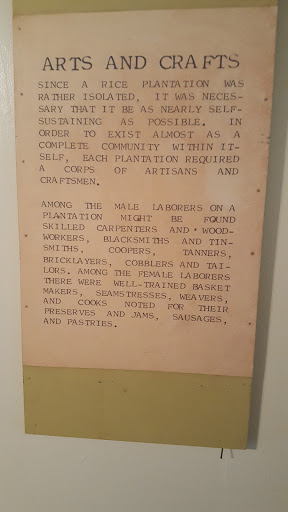 ARTS AND CRAFTS
SINCE A RICE PLANTATION WAS
RATHER ISOLATED, IT WAS NECES-
SARY THAT IT BE AS NEARLY SELF-
SUSTAINING AS POSSIBLE. IN
ORDER TO EXIST ALMOST AS A
COMPLETE COMMUNITY WITHIN IT-
SELF, EACH PLANTATION REQUIRED
A CORPS OF ARTISANS AND
CRAFTSMEN.
AMONG THE MALE LABORERS ON A
PLANTATION MIGHT BE FOUND
SKILLED CARPENTERS AND WOOD-
WORKERS, BLACKSMITHS AND TIN-
SMITHS, COOPERS, TANNERS,
BRICKLAYERS, COBBLERS AND TAI-
LORS. AMONG THE FEMALE LABORERS
THERE WERE WELL-TRAINED BASKET
MAKERS, SEAMSTRESSES, WEAVERS,
AND COOKS NOTED FOR THEIR
PRESERVES AND JAMS, SAUSAGES,
AND PASTRIES.